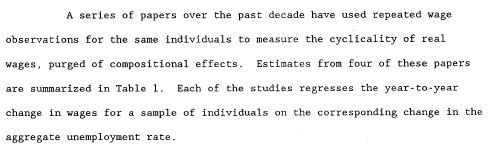 A series of papers over the past decade have used repeated wage
observations for the same individuals to measure the cyclicality of real
wages, purged of compositional effects.  Estimates from four of these papers
are summarized in Table 1.  Each of the studies regresses the year-to-year
change in wages for a sample of individuals on the corresponding change in the
aggregate unemployment rate.